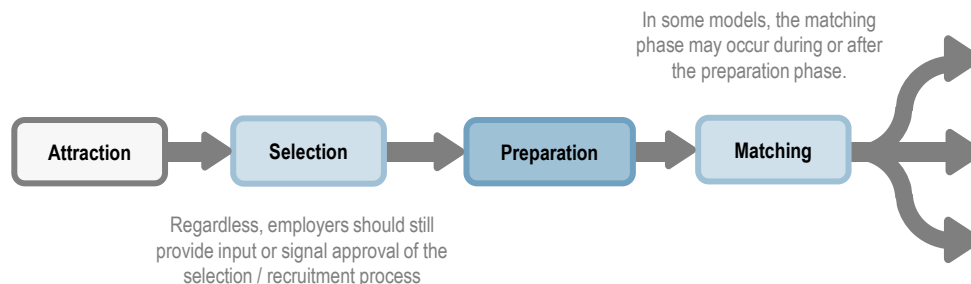 In some models, the matching
phase may occur during or after
the preparation phase.
Attraction
Selection
Preparation
Matching
Regardless, employers should still
provide input or signal approval of the
selection / recruitment process